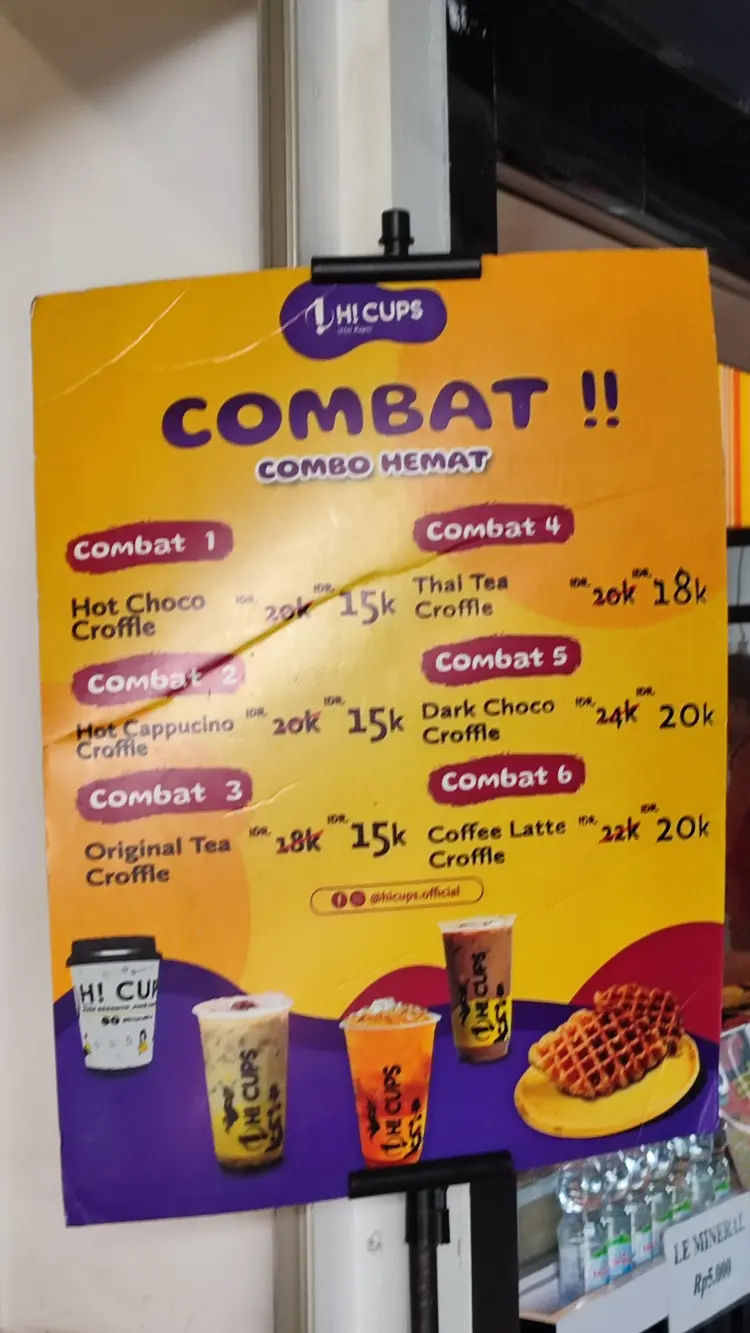 H! CUPS
COMBAT !!
COMBO HEMAT
Combat 1
Hot Choco
Croffle
IDR. 20k IDR. 15k
Combat 2
Hot Cappucino
Croffle
IDR. 20k IDR. 15k
Combat 3
Original Tea
Croffle
IDR. 18k IDR. 15k
Combat 4
Thai Tea
Croffle
IDR. 20k IDR. 18k
Combat 5
Dark Choco
Croffle
IDR. 24k IDR. 20k
Combat 6
Coffee Latte
Croffle
IDR. 22k IDR. 20k
@hicups.official
H! CUP
H! CUPS
H! CUPS
H! CUPS
LE MINERAL
Rp5.000